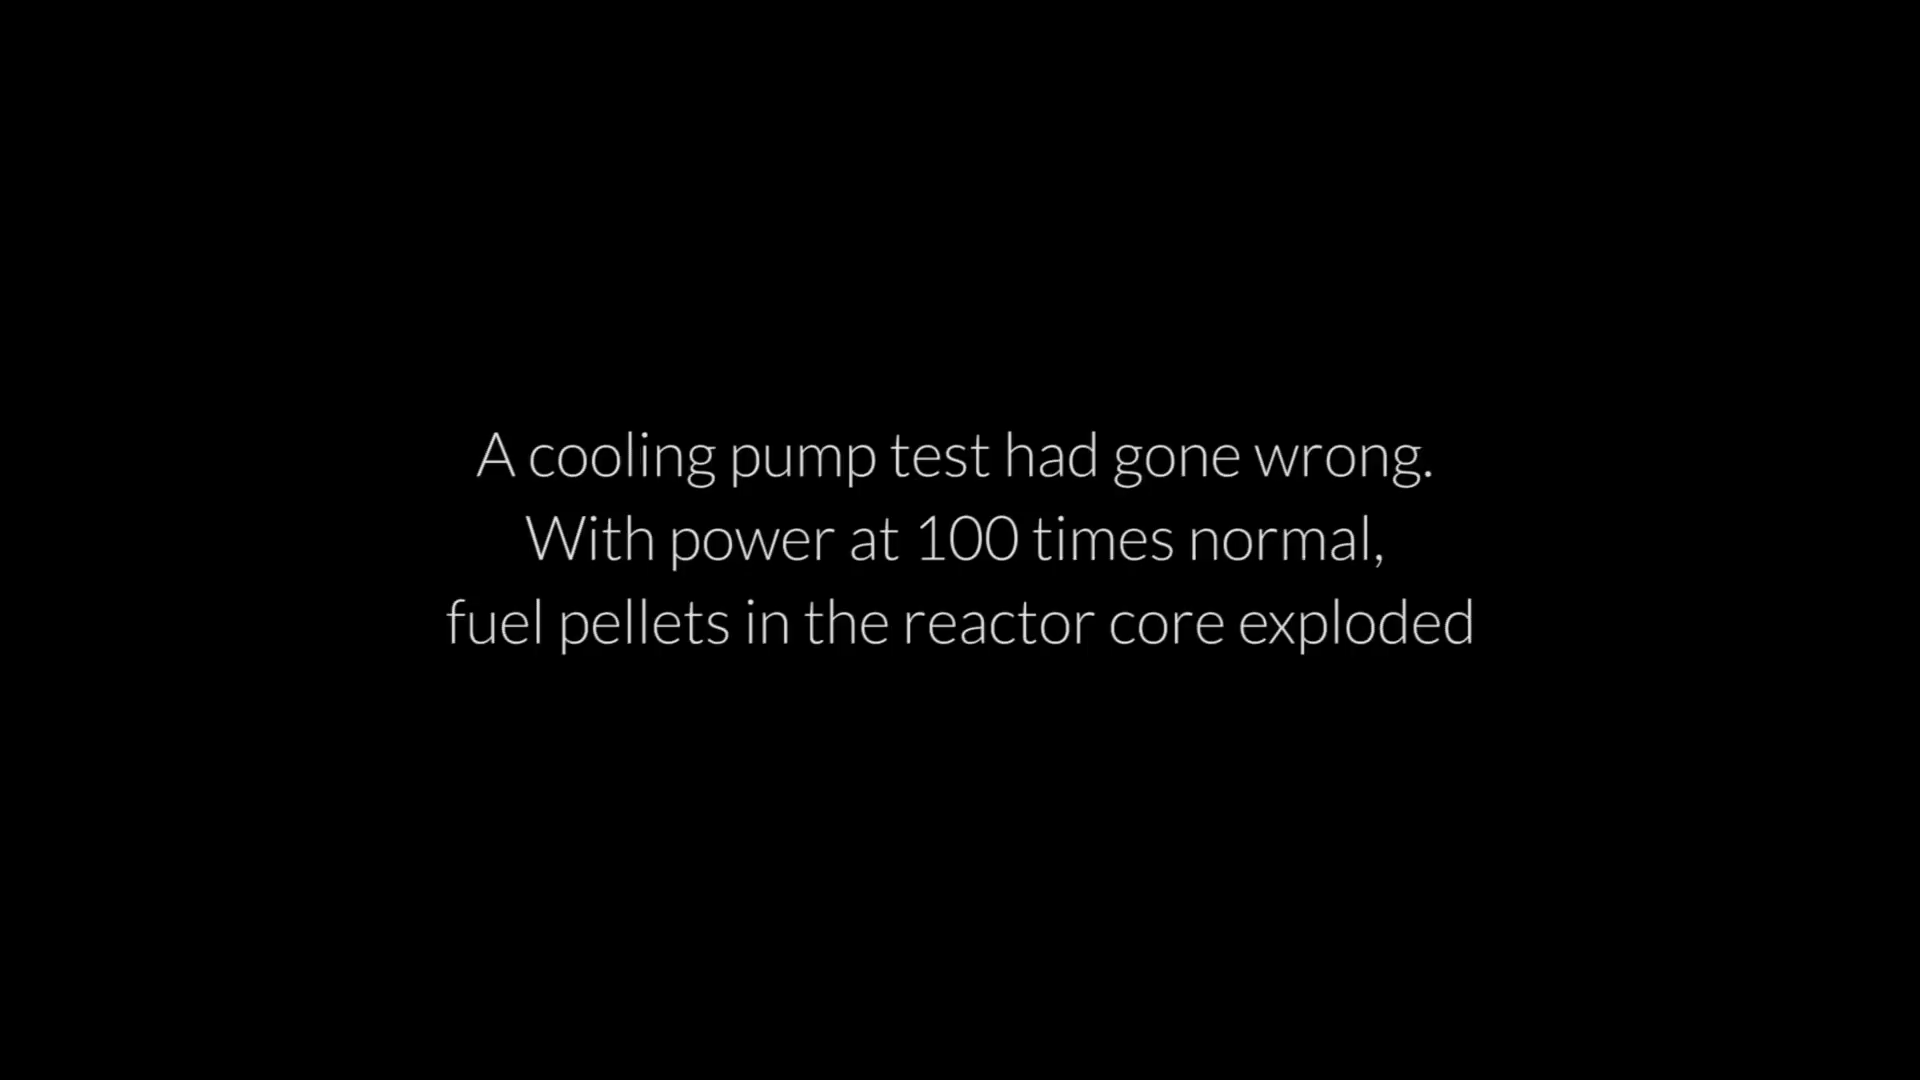 A cooling pump test had gone wrong.
With power at 100 times normal,
fuel pellets in the reactor core exploded